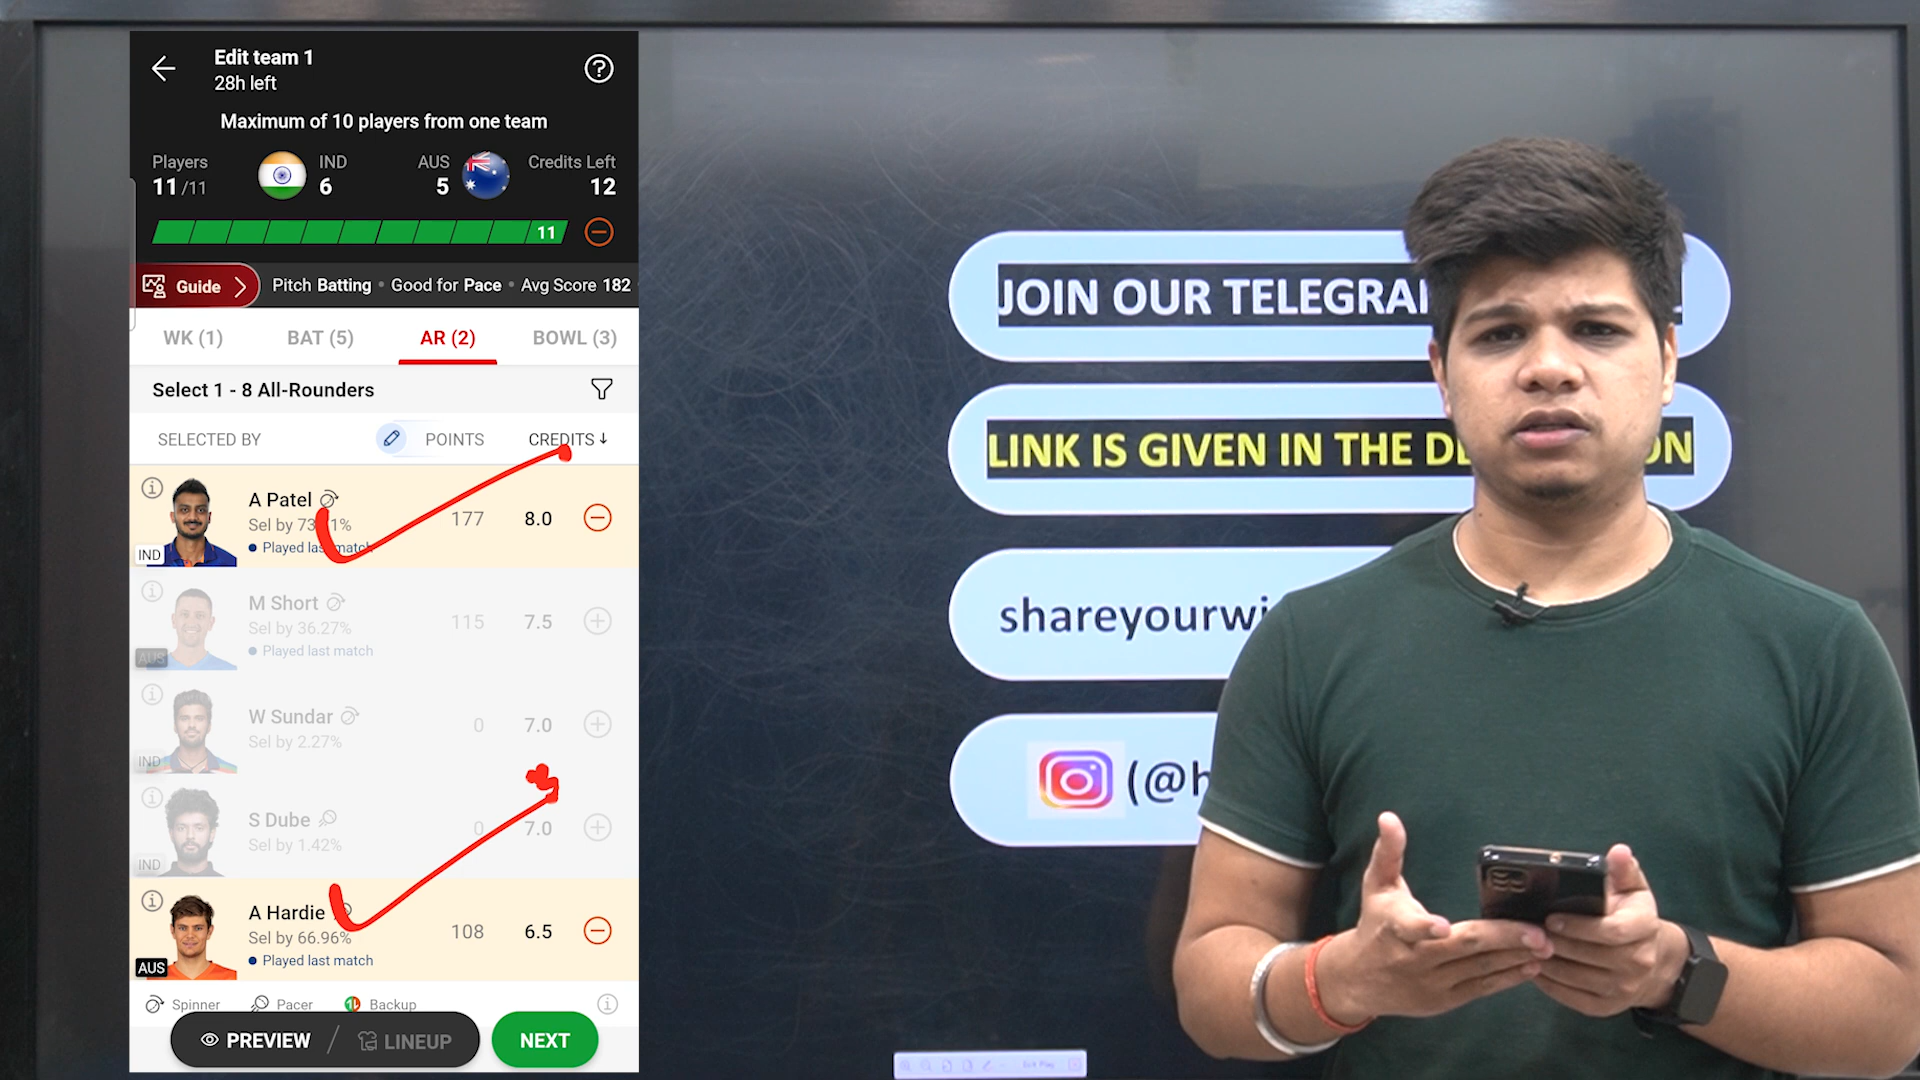 Edit team 1
28h left
Maximum of 10 players from one team
Players 11/11
IND 6
AUS 5
Credits Left 12
11
Guide
Pitch Batting • Good for Pace • Avg Score 182
WK (1) BAT (5) AR (2) BOWL (3)
Select 1 - 8 All-Rounders
SELECTED BY POINTS CREDITS ↓
A Patel
Sel by 73. 1%
Played last match
177 8.0
IND
M Short
Sel by 36.27%
Played last match
115 7.5
AUS
W Sundar
Sel by 2.27%
0 7.0
IND
S Dube
Sel by 1.42%
0 7.0
IND
A Hardie
Sel by 66.96%
Played last match
108 6.5
AUS
Spinner Pacer Backup
PREVIEW / LINEUP NEXT
JOIN OUR TELEGRA
LINK IS GIVEN IN THE DE ON
shareyourwi
(@h